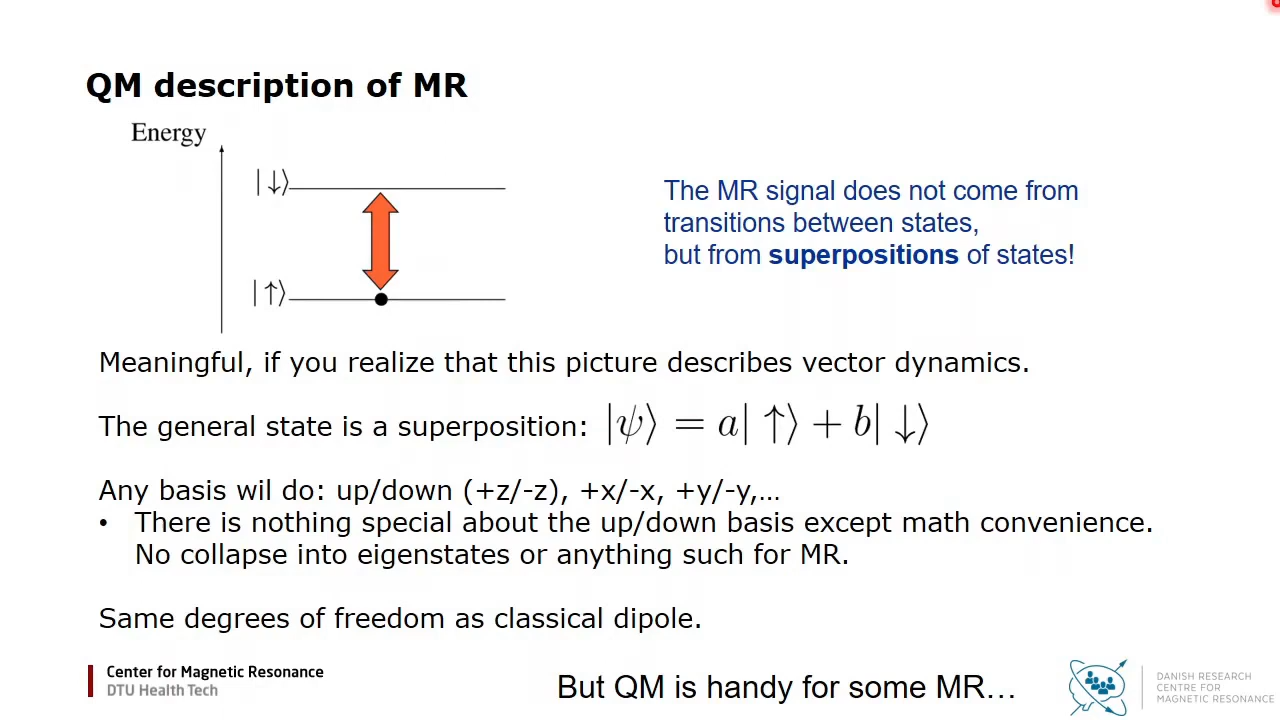 QM description of MR
Energy
|↓⟩
|↑⟩
The MR signal does not come from
transitions between states,
but from superpositions of states!
Meaningful, if you realize that this picture describes vector dynamics.
The general state is a superposition: |ψ⟩ = a| ↑⟩ + b| ↓⟩
Any basis wil do: up/down (+z/-z), +x/-x, +y/-y,…
• There is nothing special about the up/down basis except math convenience.
No collapse into eigenstates or anything such for MR.
Same degrees of freedom as classical dipole.
Center for Magnetic Resonance
DTU Health Tech
But QM is handy for some MR…
DANISH RESEARCH
CENTRE FOR
MAGNETIC RESONANCE